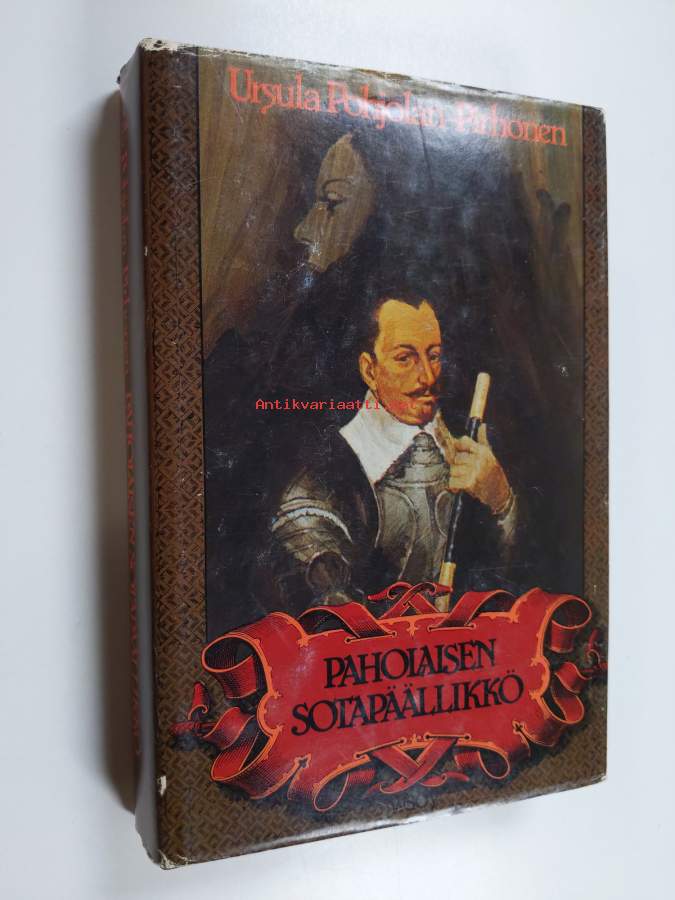 Ursula Pohjolan-Pirhonen
Antikvariaatti.net
PAHOLAISEN
SOTAPÄÄLLIKKÖ